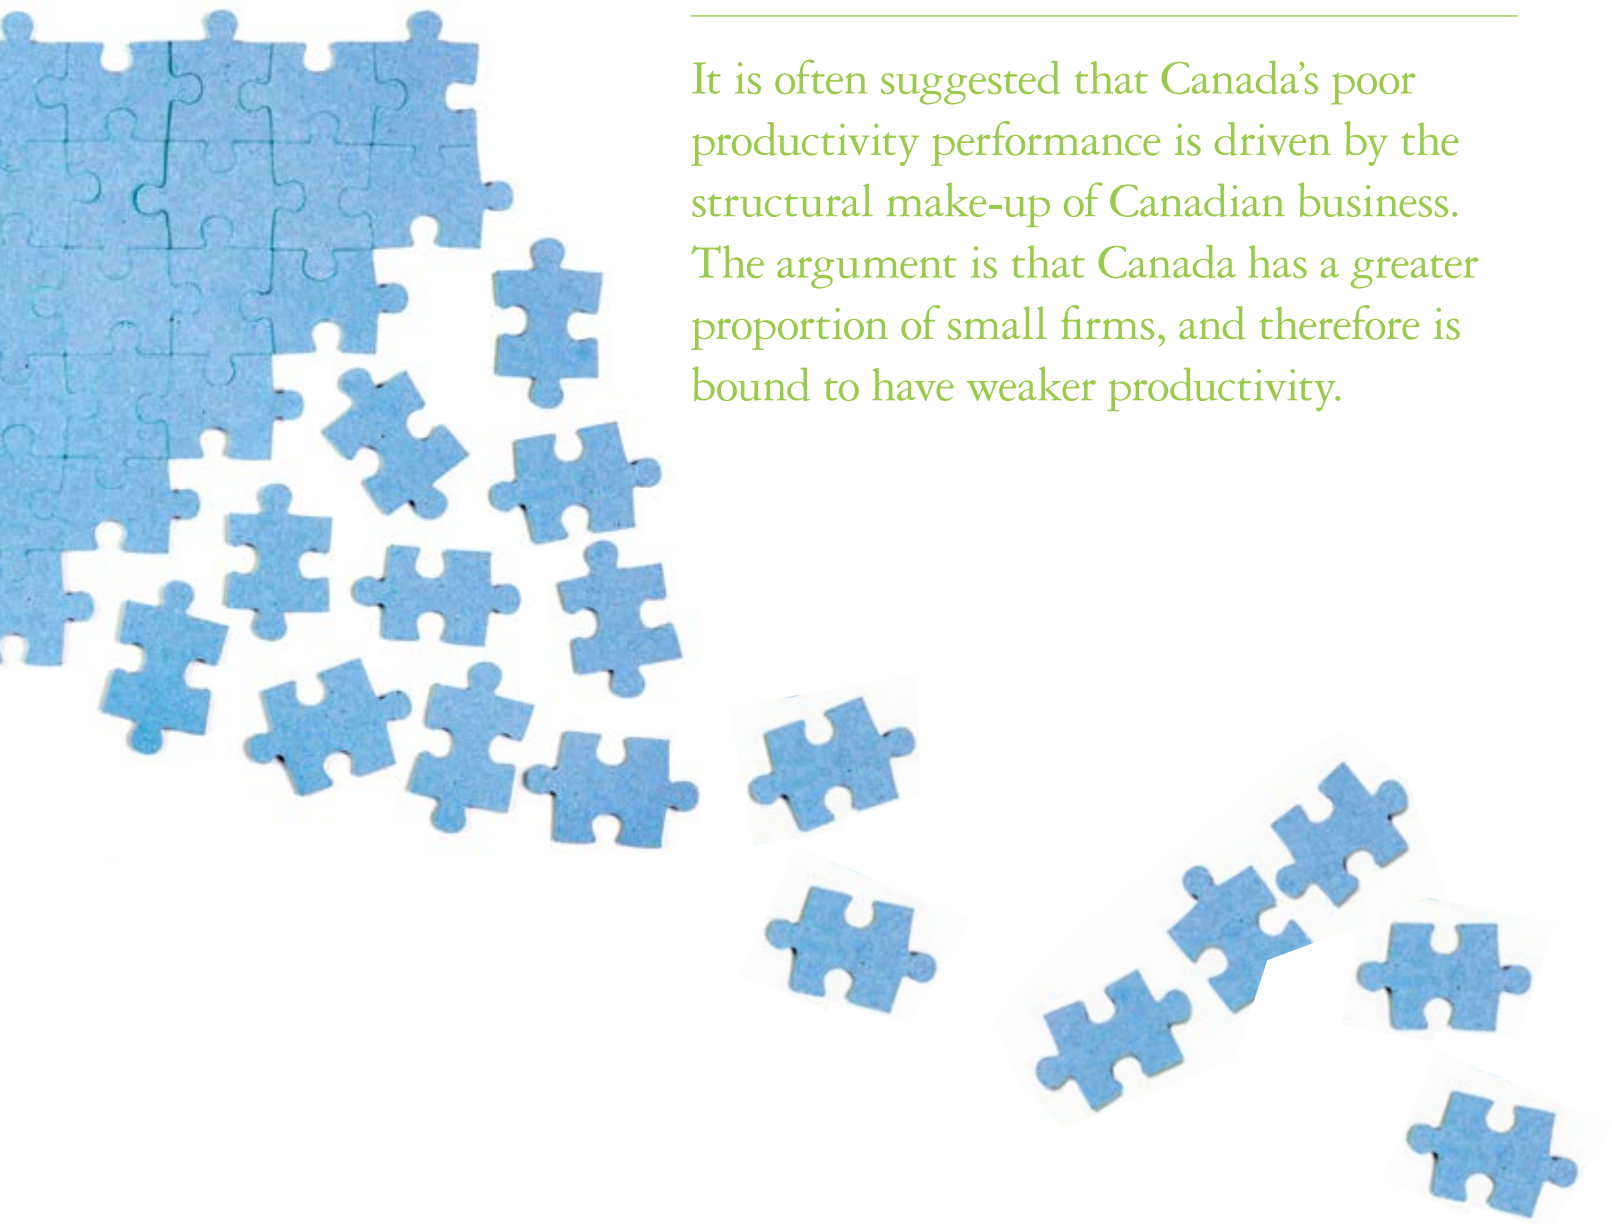 It is often suggested that Canada’s poor
productivity performance is driven by the
structural make-up of Canadian business.
The argument is that Canada has a greater
proportion of small firms, and therefore is
bound to have weaker productivity.